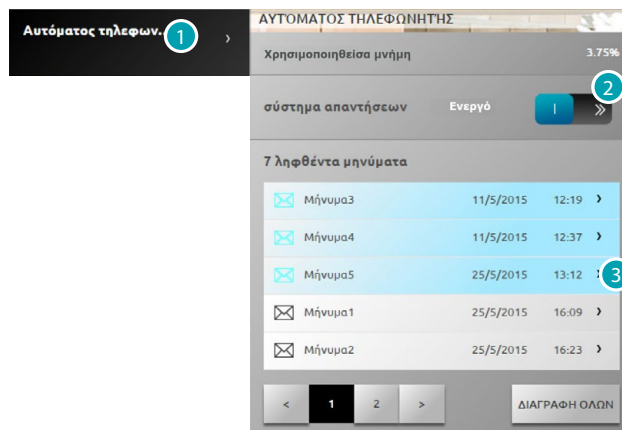 Αυτόματος τηλεφων..
1
›
ΑΥΤΌΜΑΤΟΣ ΤΗΛΕΦΩΝΗΤΉΣ
Χρησιμοποιηθείσα μνήμη 3.75%
2
σύστημα απαντήσεων Ενεργό I »
7 ληφθέντα μηνύματα
Μήνυμα3 11/5/2015 12:19 ›
Μήνυμα4 11/5/2015 12:37 ›
Μήνυμα5 25/5/2015 13:12 › 3
Μήνυμα1 25/5/2015 16:09 ›
Μήνυμα2 25/5/2015 16:23 ›
< 1 2 > ΔΙΑΓΡΑΦΗ ΟΛΩΝ